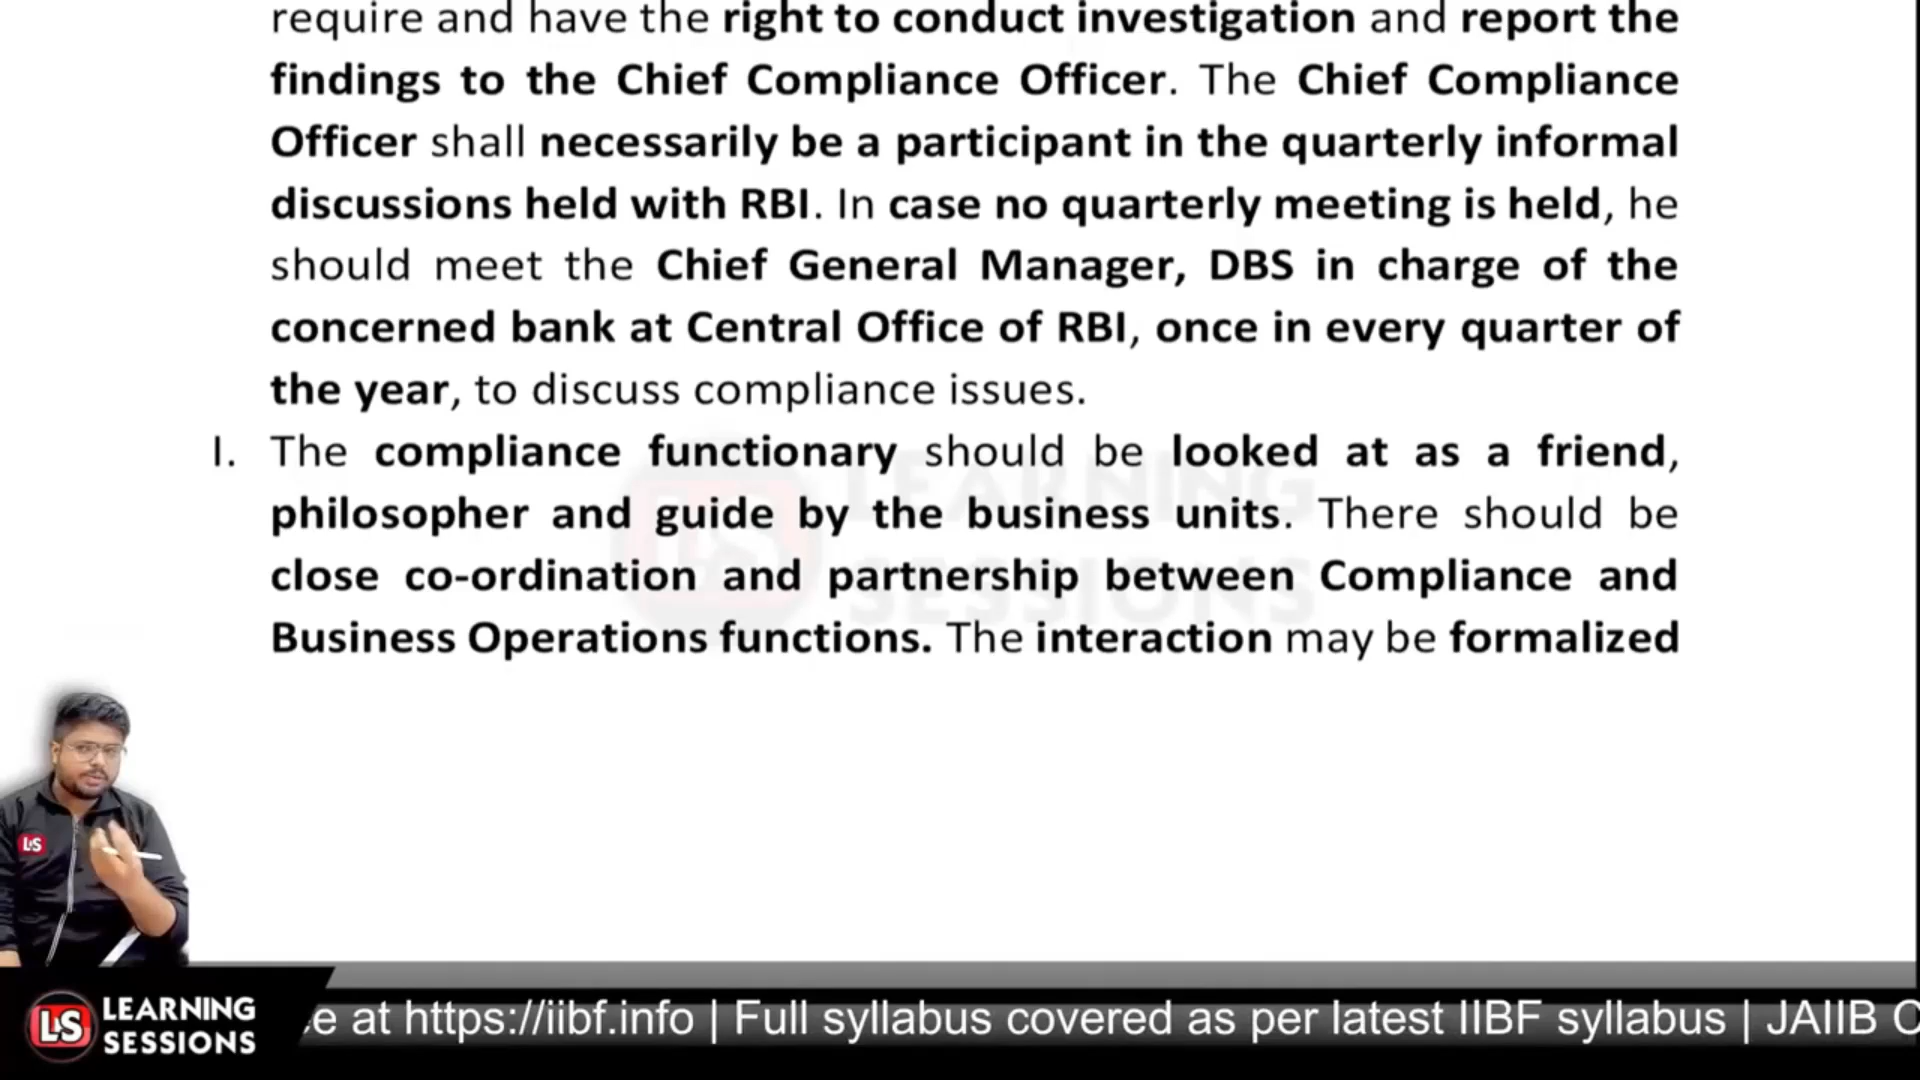 require and have the right to conduct investigation and report the
findings to the Chief Compliance Officer. The Chief Compliance
Officer shall necessarily be a participant in the quarterly informal
discussions held with RBI. In case no quarterly meeting is held, he
should meet the Chief General Manager, DBS in charge of the
concerned bank at Central Office of RBI, once in every quarter of
the year, to discuss compliance issues.
I. The compliance functionary should be looked at as a friend,
philosopher and guide by the business units. There should be
close co-ordination and partnership between Compliance and
Business Operations functions. The interaction may be formalized
LS LEARNING
SESSIONS
LS
LS LEARNING
SESSIONS
e at https://iibf.info | Full syllabus covered as per latest IIBF syllabus | JAIIB C